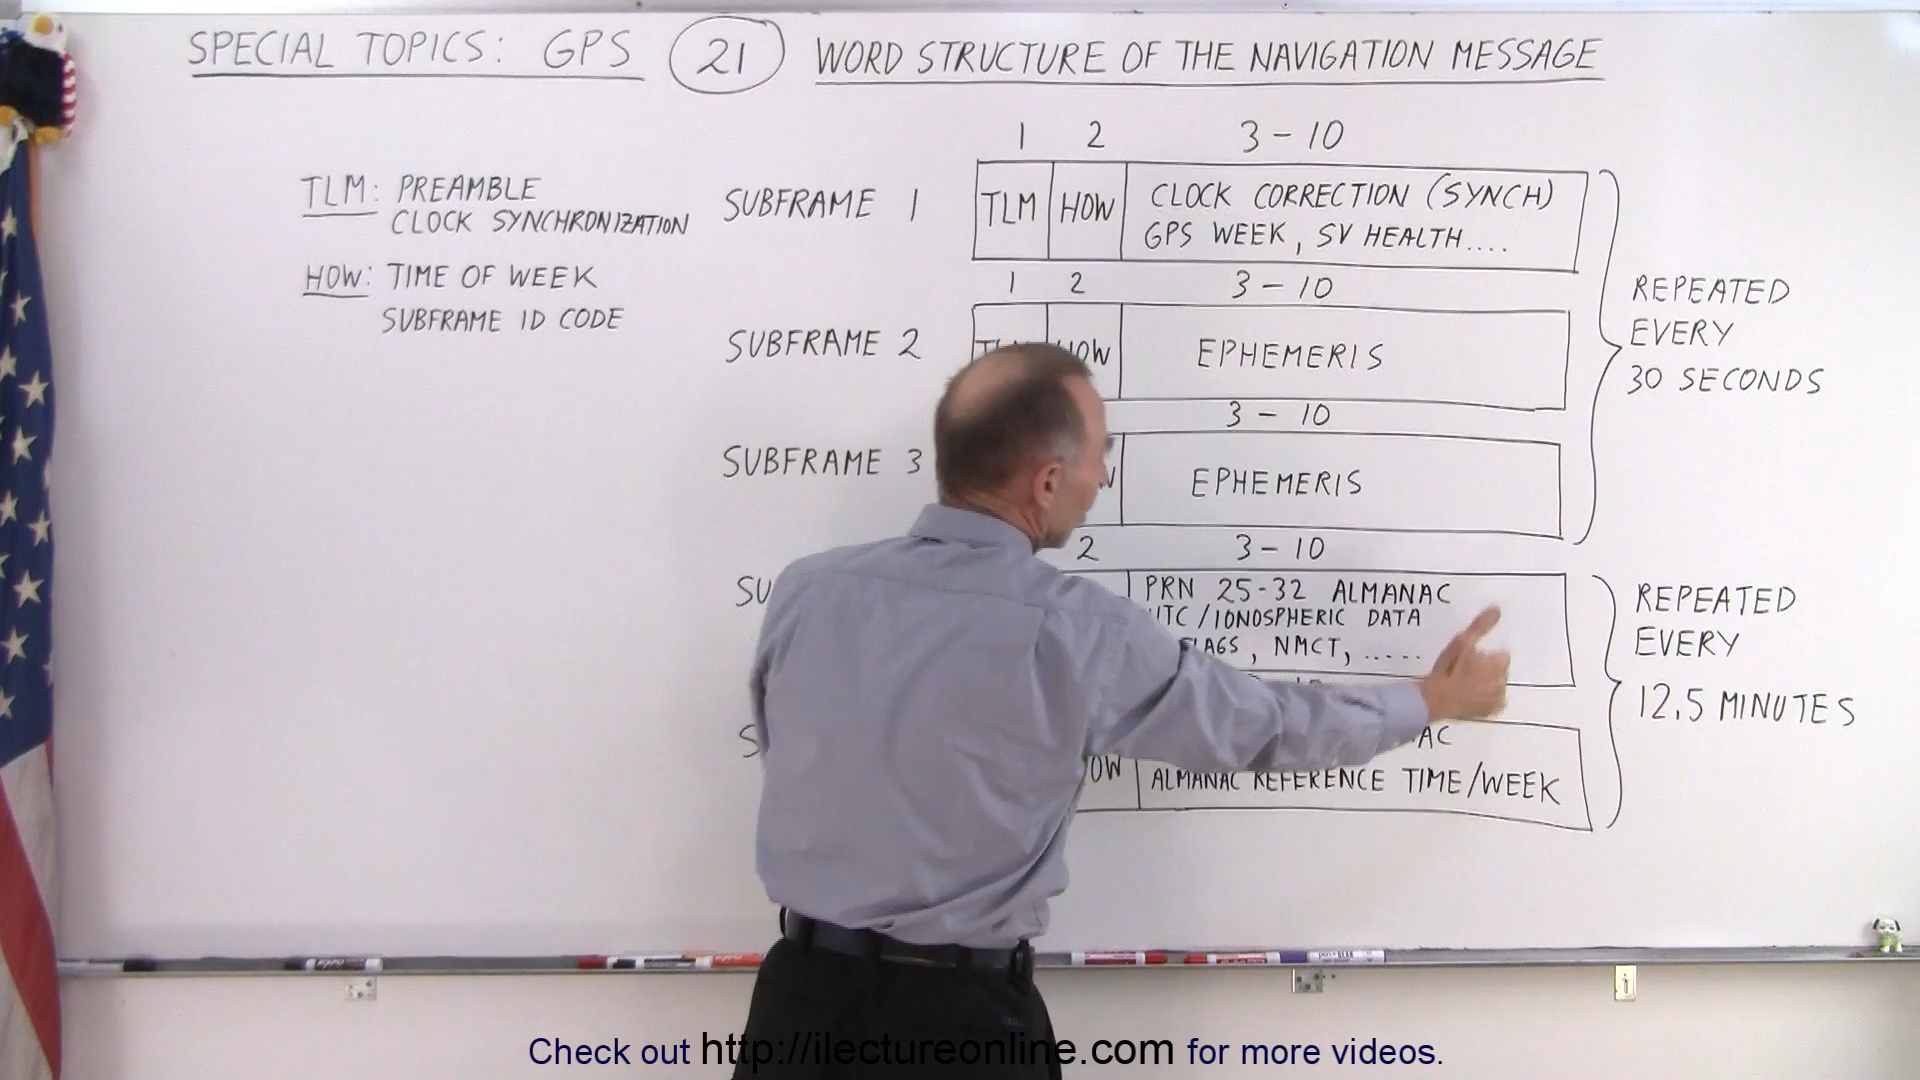 SPECIAL TOPICS: GPS 21 WORD STRUCTURE OF THE NAVIGATION MESSAGE
TLM: PREAMBLE
CLOCK SYNCHRONIZATION
HOW: TIME OF WEEK
SUBFRAME ID CODE
1 2 3-10
SUBFRAME 1 TLM HOW CLOCK CORRECTION (SYNCH)
GPS WEEK, SV HEALTH....
1 2 3-10
SUBFRAME 2 HOW EPHEMERIS
3-10
SUBFRAME 3 EPHEMERIS
REPEATED
EVERY
30 SECONDS
2 3-10
PRN 25-32 ALMANAC
/IONOSPHERIC DATA
NMCT, .....
ALMANAC REFERENCE TIME/WEEK
REPEATED
EVERY
12.5 MINUTES
Check out http://ilectureonline.com for more videos.